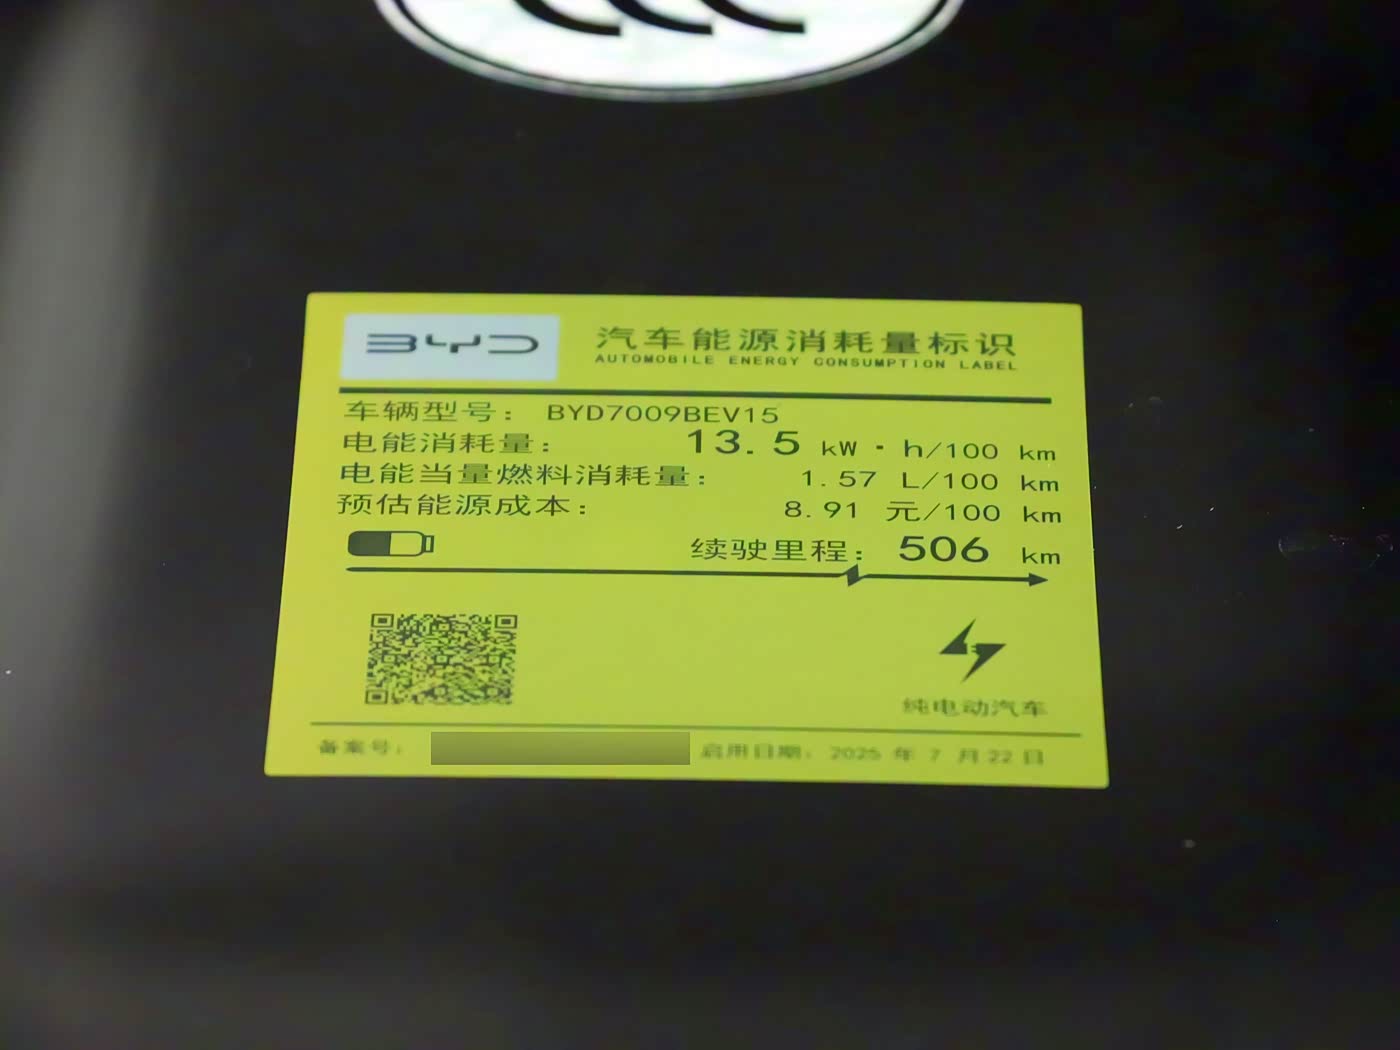 CCC
BYD 汽车能源消耗量标识
AUTOMOBILE ENERGY CONSUMPTION LABEL
车辆型号: BYD7009BEV15
电能消耗量: 13.5 kW·h/100 km
电能当量燃料消耗量: 1.57 L/100 km
预估能源成本: 8.91 元/100 km
续驶里程: 506 km
纯电动汽车
备案号: 启用日期: 2025 年 7 月 22 日